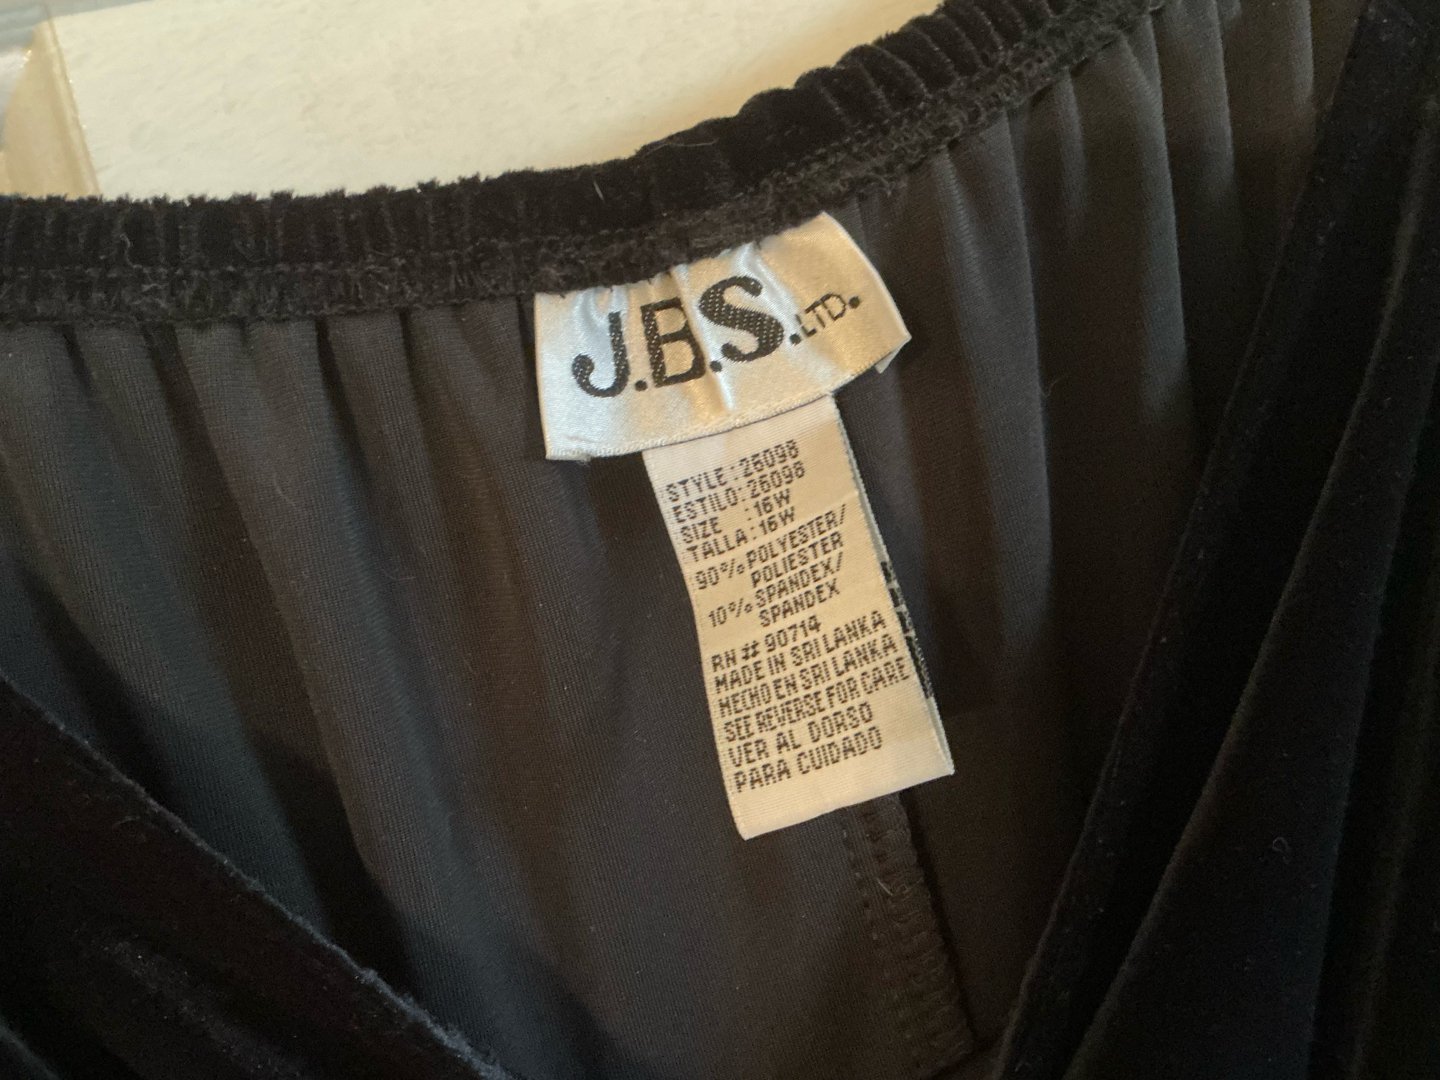 J.B.S. LTD.
STYLE : 26098
ESTILO: 26098
SIZE : 16W
TALLA : 16W
90% POLYESTER/
POLIESTER
10% SPANDEX/
SPANDEX
RN # 90714
MADE IN SRI LANKA
HECHO EN SRI LANKA
SEE REVERSE FOR CARE
VER AL DORSO
PARA CUIDADO